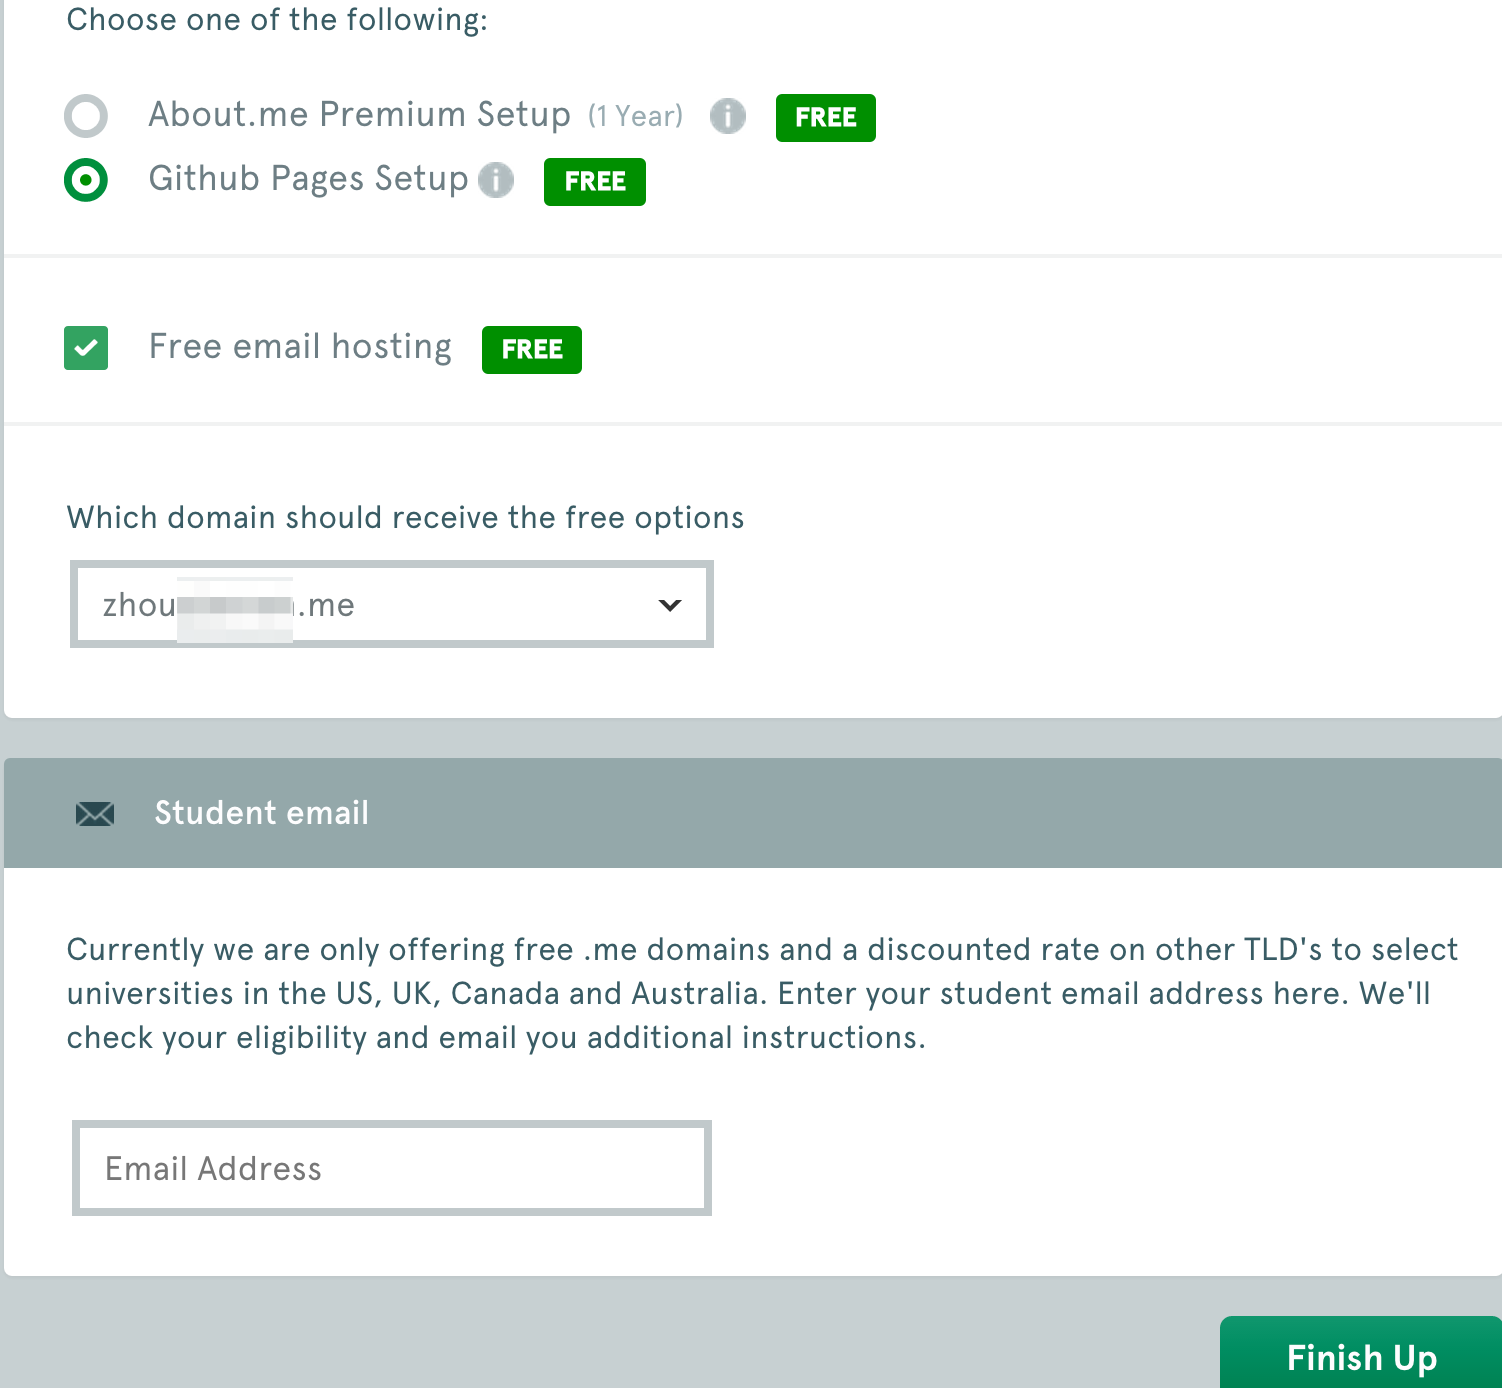 Choose one of the following:
About.me Premium Setup (1 Year) i FREE
Github Pages Setup i FREE
Free email hosting FREE
Which domain should receive the free options
zhou .me
Student email
Currently we are only offering free .me domains and a discounted rate on other TLD's to select
universities in the US, UK, Canada and Australia. Enter your student email address here. We'll
check your eligibility and email you additional instructions.
Email Address
Finish Up